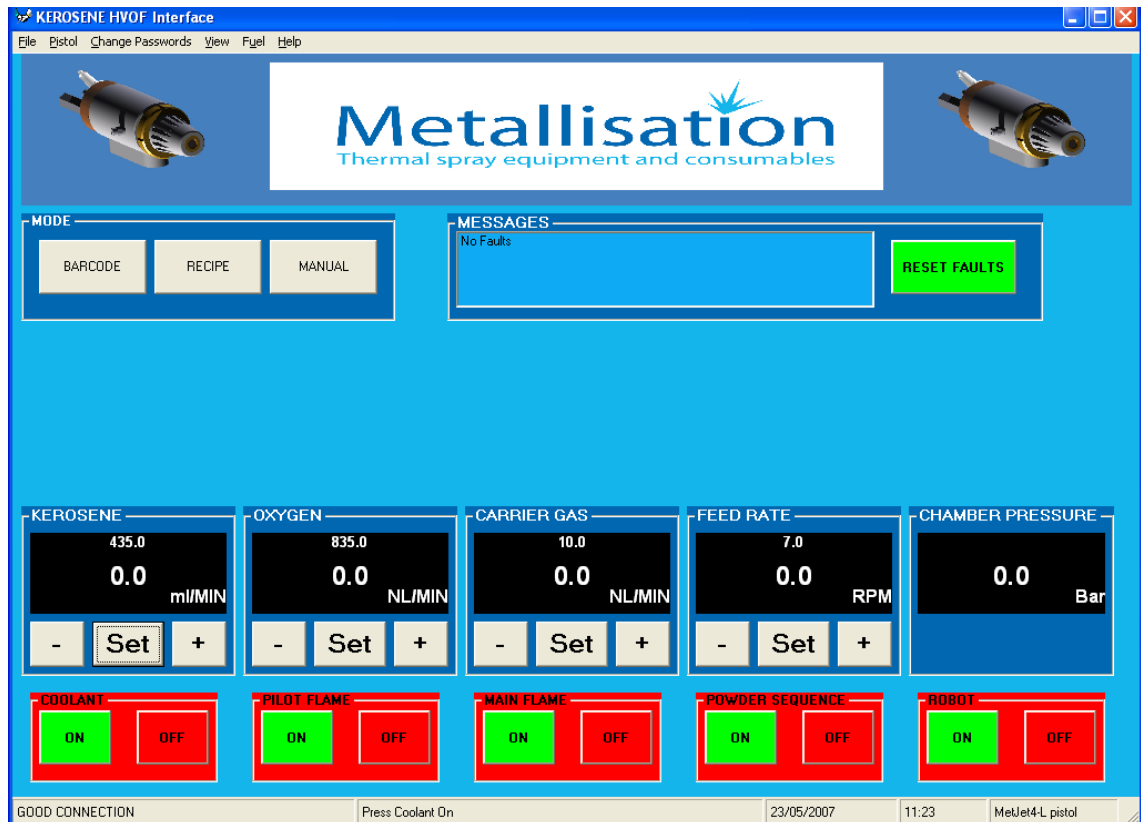 KEROSENE HVOF Interface
File Pistol Change Passwords View Fuel Help
Metallisation
Thermal spray equipment and consumables
MODE
BARCODE RECIPE MANUAL
MESSAGES
No Faults
RESET FAULTS
KEROSENE
435.0
0.0
ml/MIN
- Set +
OXYGEN
835.0
0.0
NL/MIN
- Set +
CARRIER GAS
10.0
0.0
NL/MIN
- Set +
FEED RATE
7.0
0.0
RPM
- Set +
CHAMBER PRESSURE
0.0
Bar
COOLANT
ON OFF
PILOT FLAME
ON OFF
MAIN FLAME
ON OFF
POWDER SEQUENCE
ON OFF
ROBOT
ON OFF
GOOD CONNECTION Press Coolant On 23/05/2007 11:23 MetJet4-L pistol